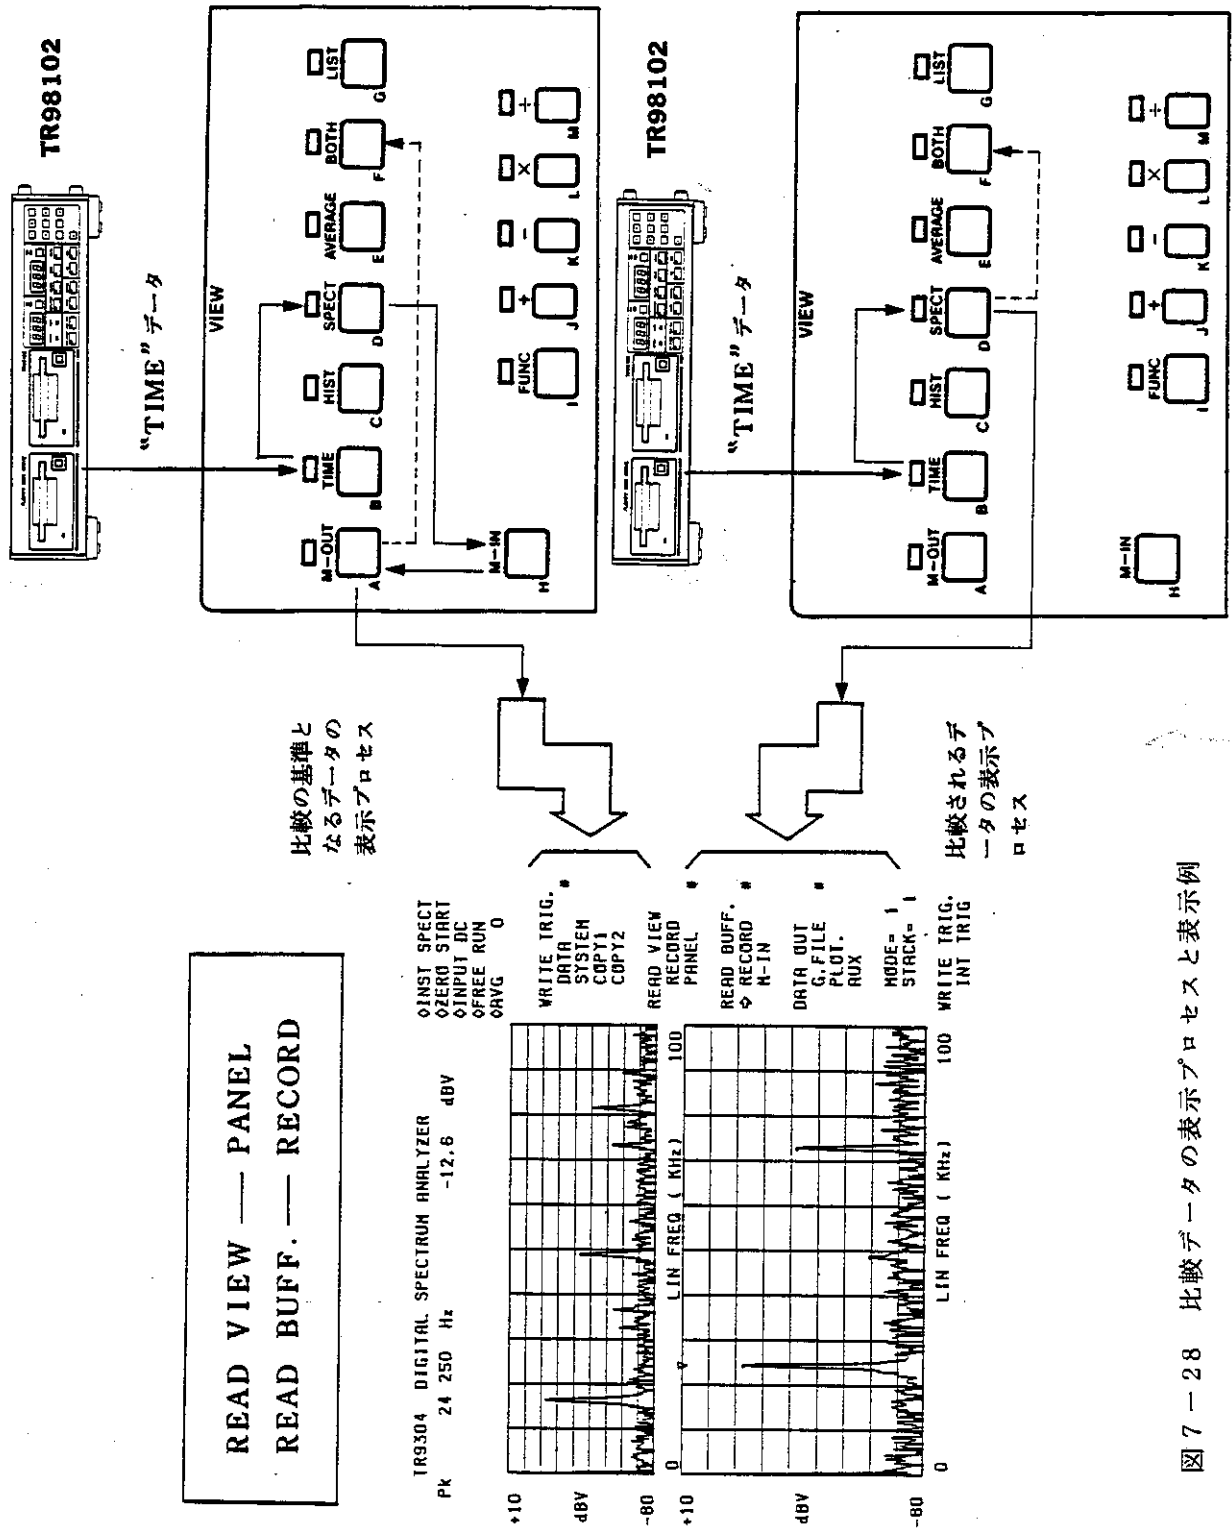 READ VIEW — PANEL
READ BUFF. — RECORD
TR9304 DIGITAL SPECTRUM ANALYZER
Pk 24 250 Hz -12.6 dBV
+10
dBV
-80
0 LIN FREQ ( KHz) 100
+10
dBV
-80
0 LIN FREQ ( KHz) 100
◊INST SPECT
◊ZERO START
◊INPUT DC
◊FREE RUN
◊AVG 0
WRITE TRIG.
DATA #
SYSTEM
COPY1
COPY2
READ VIEW
RECORD
PANEL #
READ BUFF.
◊ RECORD #
M-IN
DATA OUT
G.FILE #
PLOT.
AUX
MODE= 1
STACK= 1
WRITE TRIG.
INT TRIG
比較の基準と
なるデータの
表示プロセス
比較されるデ
ータの表示プ
ロセス
TR98102
“TIME”データ
VIEW
M-OUT TIME HIST SPECT AVERAGE BOTH LIST
A B C D E F G
M-IN FUNC + - × ÷
H I J K L M
TR98102
“TIME”データ
VIEW
M-OUT TIME HIST SPECT AVERAGE BOTH LIST
A B C D E F G
M-IN FUNC + - × ÷
H I J K L M
図7-28 比較データの表示プロセスと表示例